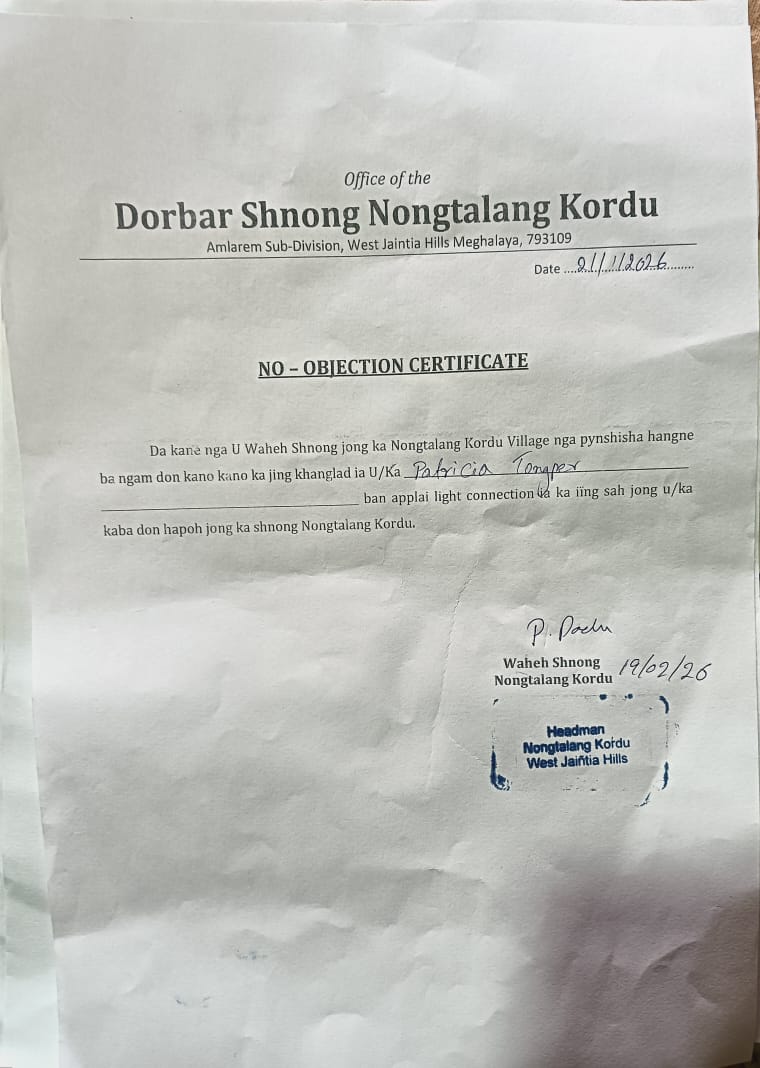 Office of the
Dorbar Shnong Nongtalang Kordu
Amlarem Sub-Division, West Jaintia Hills Meghalaya, 793109
Date ....21/1/2026........
NO – OBJECTION CERTIFICATE
Da kane nga U Waheh Shnong jong ka Nongtalang Kordu Village nga pynshisha hangne
ba ngam don kano kano ka jing khanglad ia U/Ka Patricia Tongper
ban applai light connection ia ka iing sah jong u/ka
kaba don hapoh jong ka shnong Nongtalang Kordu.
P.
Waheh Shnong 19/02/26
Nongtalang Kordu
Headman
Nongtalang Kordu
West Jaintia Hills